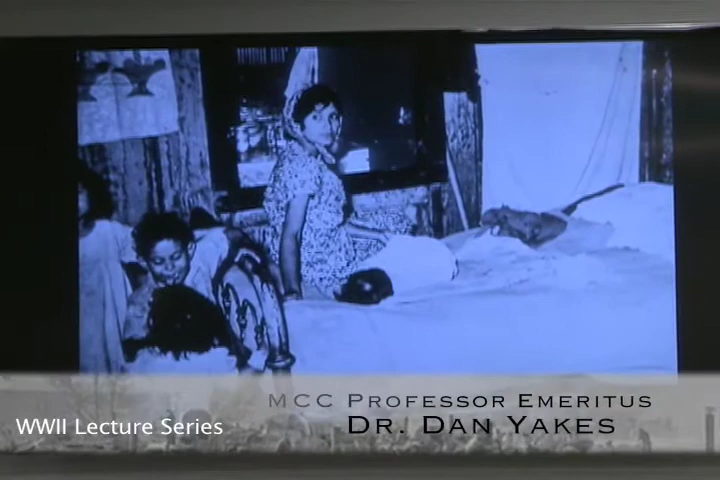 MCC Professor Emeritus
Dr. Dan Yakes
WWII Lecture Series